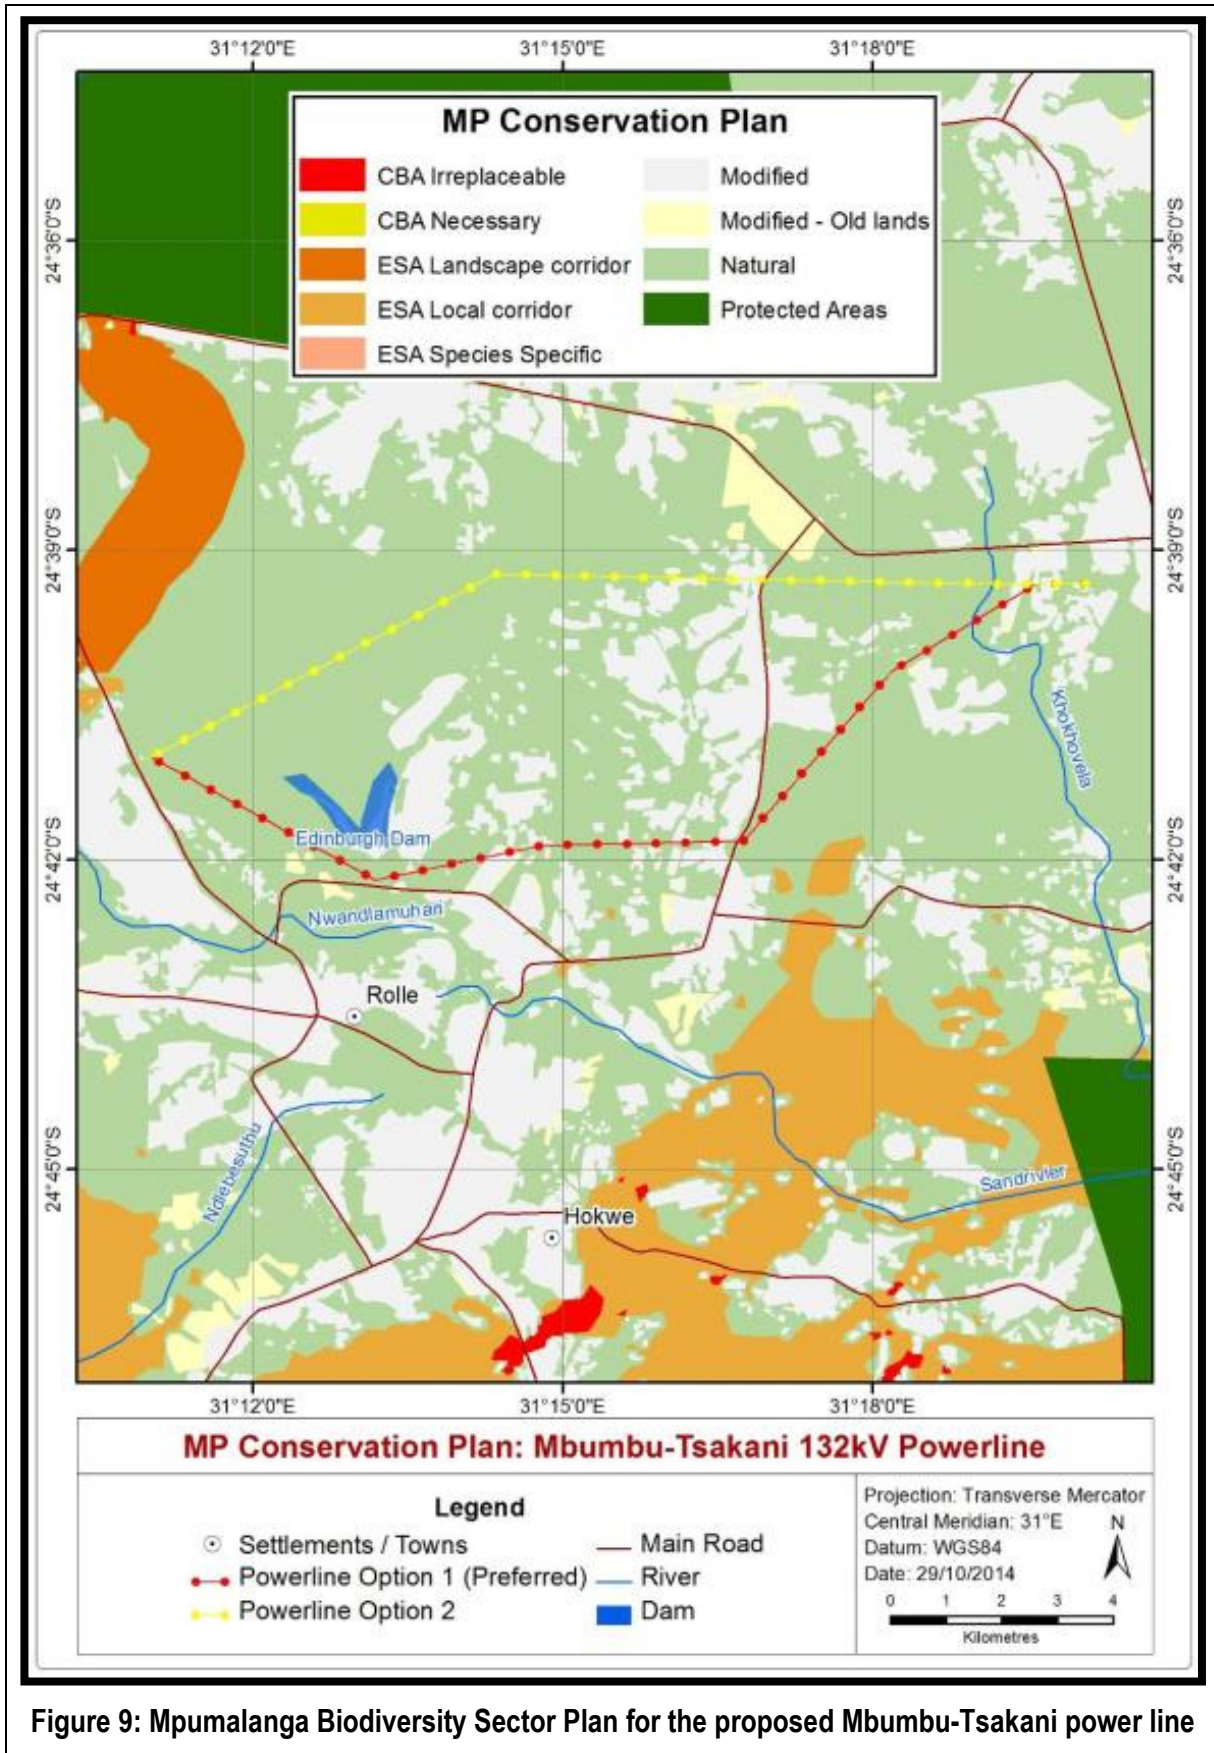 31°12'0"E 31°15'0"E 31°18'0"E
MP Conservation Plan
CBA Irreplaceable
CBA Necessary
ESA Landscape corridor
ESA Local corridor
ESA Species Specific
Modified
Modified - Old lands
Natural
Protected Areas
24°36'0"S 24°36'0"S
24°39'0"S 24°39'0"S
Khokhovela
Edinburgh Dam
24°42'0"S 24°42'0"S
Nwandlamuhari
Rolle
Ndlebesuthu
24°45'0"S 24°45'0"S
Sandrivier
Hokwe
31°12'0"E 31°15'0"E 31°18'0"E
MP Conservation Plan: Mbumbu-Tsakani 132kV Powerline
Legend
Settlements / Towns
Powerline Option 1 (Preferred)
Powerline Option 2
Main Road
River
Dam
Projection: Transverse Mercator
Central Meridian: 31°E
Datum: WGS84
Date: 29/10/2014
N
0 1 2 3 4
Kilometres
Figure 9: Mpumalanga Biodiversity Sector Plan for the proposed Mbumbu-Tsakani power line